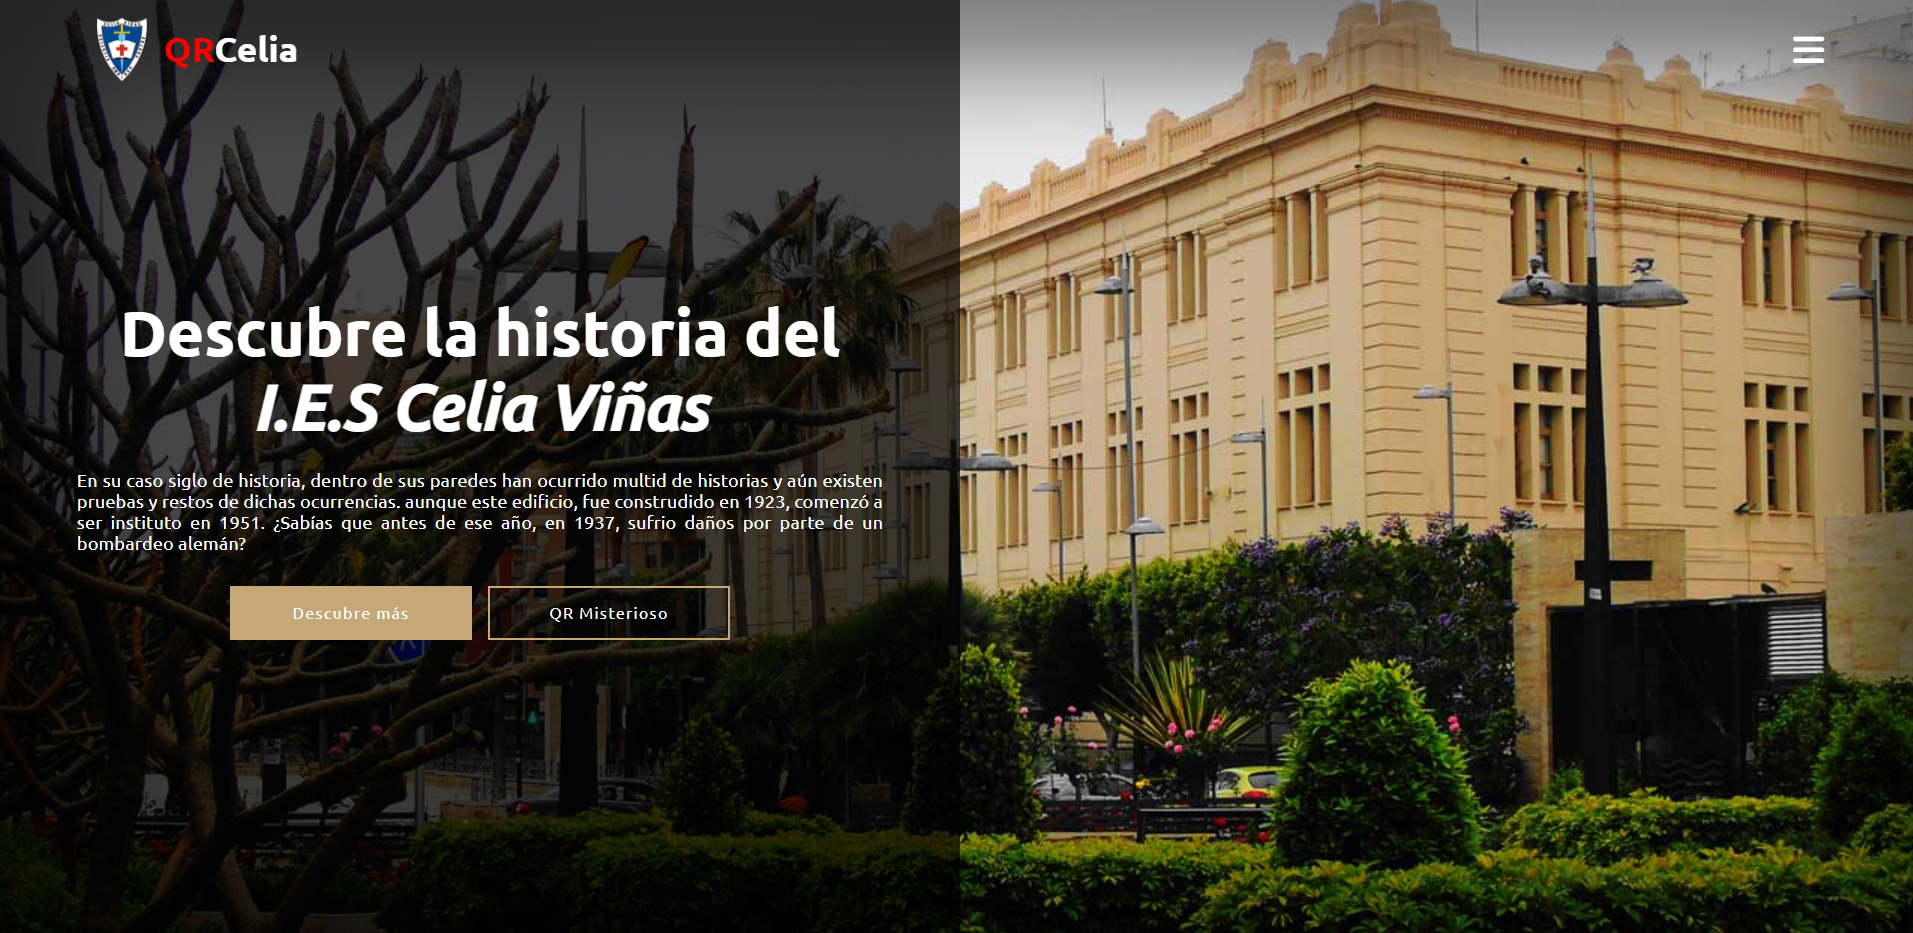 QRCelia
Descubre la historia del
I.E.S Celia Viñas
En su caso siglo de historia, dentro de sus paredes han ocurrido multid de historias y aún existen
pruebas y restos de dichas ocurrencias. aunque este edificio, fue construdido en 1923, comenzó a
ser instituto en 1951. ¿Sabías que antes de ese año, en 1937, sufrio daños por parte de un
bombardeo alemán?
Descubre más
QR Misterioso